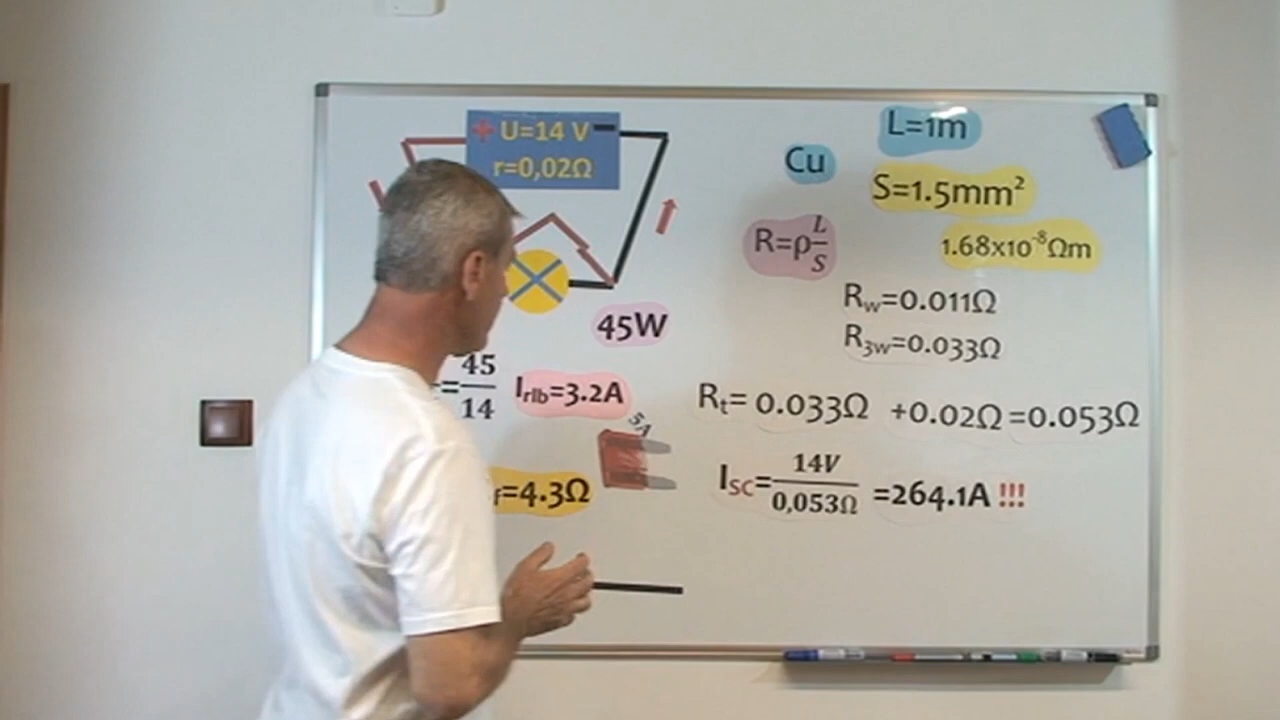 + U=14 V −
r=0,02Ω
L=1m
Cu
S=1.5mm²
R=ρL/S
1.68x10⁻⁸Ωm
45W
Rw=0.011Ω
R3w=0.033Ω
=45/14 Irlb=3.2A
5A
Rt= 0.033Ω +0.02Ω=0.053Ω
f=4.3Ω
Isc=14V/0,053Ω =264.1A !!!